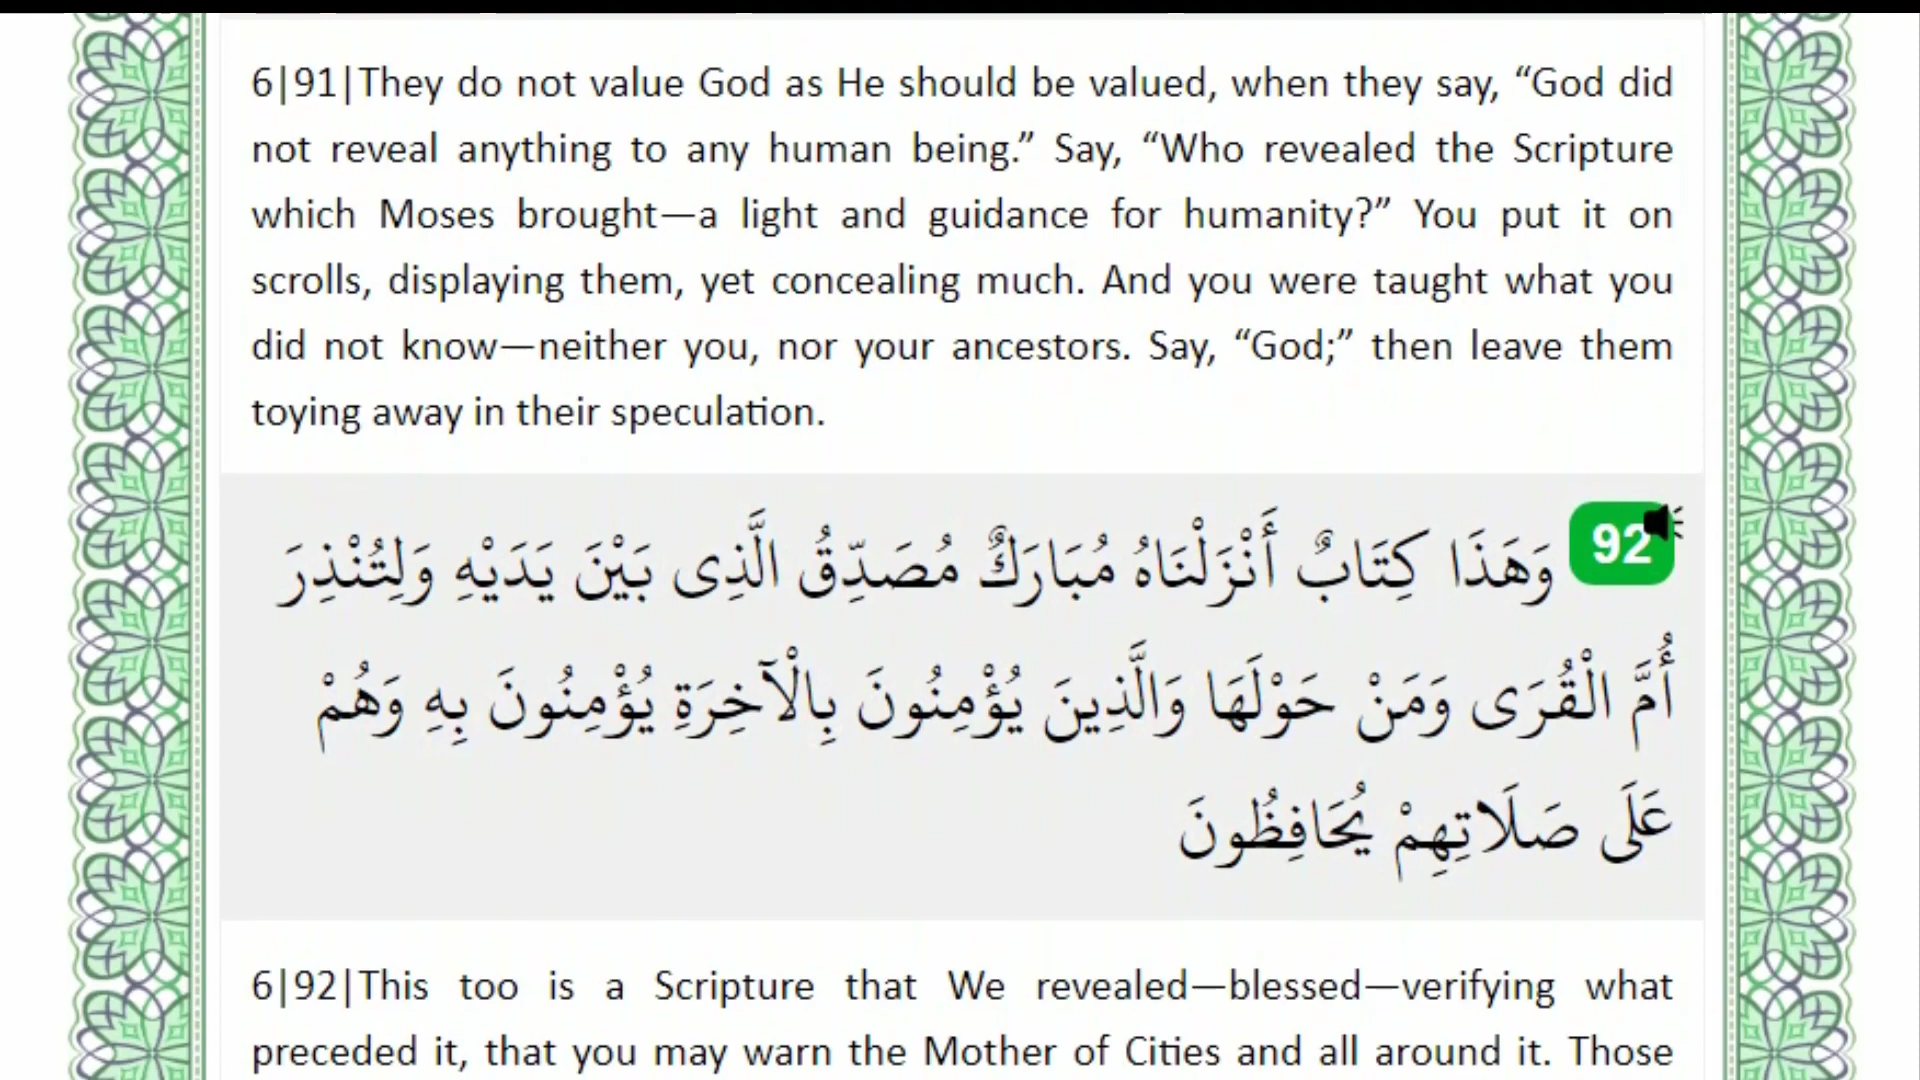 6|91|They do not value God as He should be valued, when they say, “God did
not reveal anything to any human being.” Say, “Who revealed the Scripture
which Moses brought—a light and guidance for humanity?” You put it on
scrolls, displaying them, yet concealing much. And you were taught what you
did not know—neither you, nor your ancestors. Say, “God;” then leave them
toying away in their speculation.
92 وَهَذَا كِتَابٌ أَنْزَلْنَاهُ مُبَارَكٌ مُصَدِّقُ الَّذِى بَيْنَ يَدَيْهِ وَلِتُنْذِرَ
أُمَّ الْقُرَى وَمَنْ حَوْلَهَا وَالَّذِينَ يُؤْمِنُونَ بِالْآخِرَةِ يُؤْمِنُونَ بِهِ وَهُمْ
عَلَى صَلَاتِهِمْ يُحَافِظُونَ
6|92|This too is a Scripture that We revealed—blessed—verifying what
preceded it, that you may warn the Mother of Cities and all around it. Those